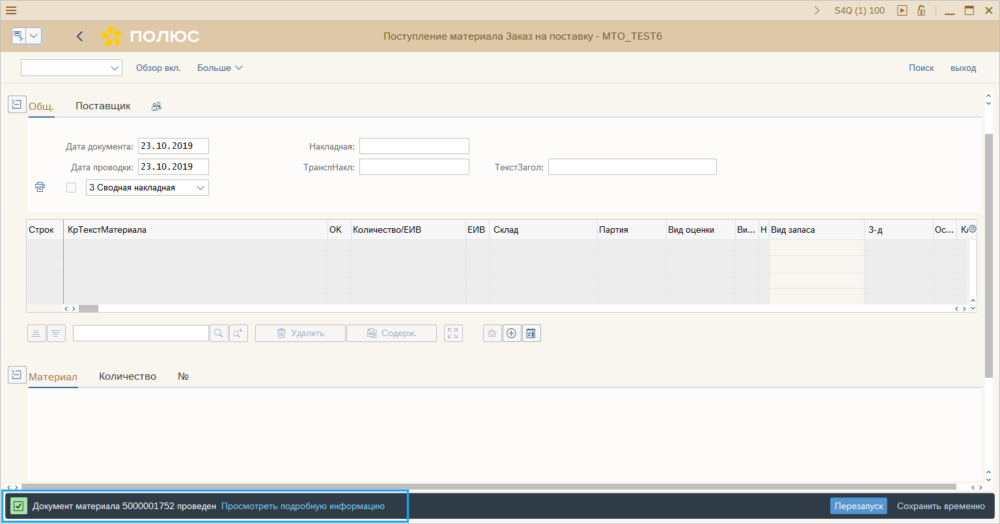 S4Q (1) 100
ПОЛЮС
Поступление материала Заказ на поставку - MTO_TEST6
Обзор вкл. Больше Поиск выход
Общ. Поставщик
Дата документа: 23.10.2019 Накладная:
Дата проводки: 23.10.2019 ТранспНакл: ТекстЗагол:
3 Сводная накладная
Строк КрТекстМатериала OK Количество/ЕИВ ЕИВ Склад Партия Вид оценки Ви... Н Вид запаса З-д Ос...
Удалить Содерж.
Материал Количество №
Документ материала 5000001752 проведен Просмотреть подробную информацию Перезапуск Сохранить временно